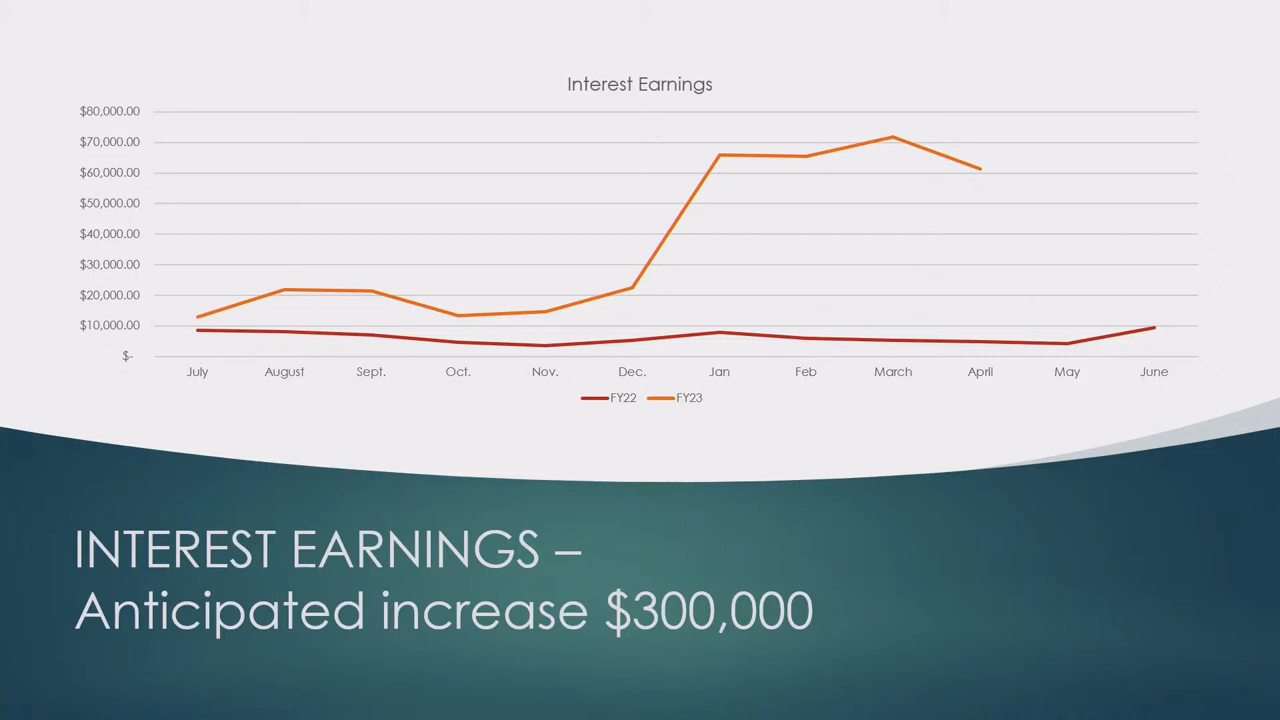 Interest Earnings
$80,000.00
$70,000.00
$60,000.00
$50,000.00
$40,000.00
$30,000.00
$20,000.00
$10,000.00
$-
July August Sept. Oct. Nov. Dec. Jan Feb March April May June
FY22 FY23
INTEREST EARNINGS –
Anticipated increase $300,000